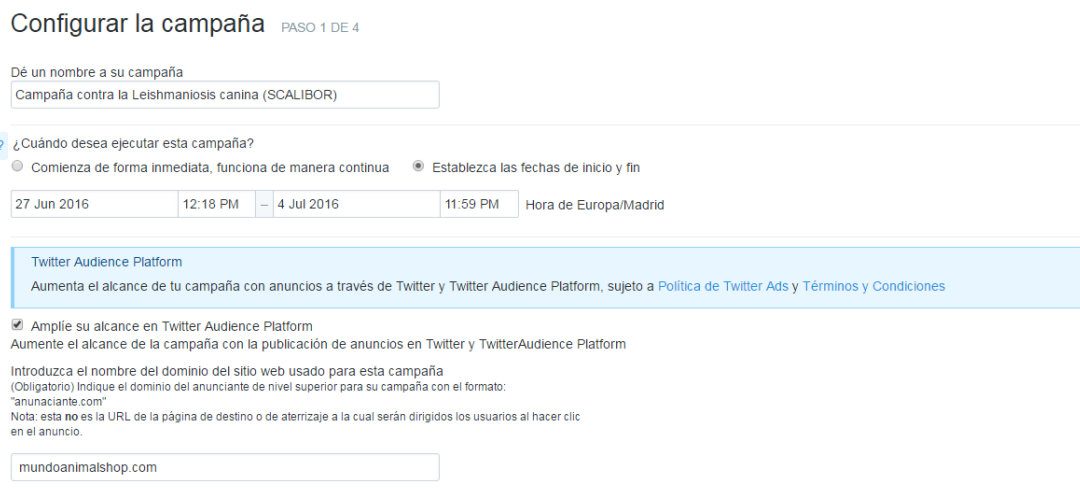 Configurar la campaña PASO 1 DE 4
Dé un nombre a su campaña
Campaña contra la Leishmaniosis canina (SCALIBOR)
? ¿Cuándo desea ejecutar esta campaña?
Comienza de forma inmediata, funciona de manera continua Establezca las fechas de inicio y fin
27 Jun 2016 12:18 PM – 4 Jul 2016 11:59 PM Hora de Europa/Madrid
Twitter Audience Platform
Aumenta el alcance de tu campaña con anuncios a través de Twitter y Twitter Audience Platform, sujeto a Política de Twitter Ads y Términos y Condiciones
Amplíe su alcance en Twitter Audience Platform
Aumente el alcance de la campaña con la publicación de anuncios en Twitter y TwitterAudience Platform
Introduzca el nombre del dominio del sitio web usado para esta campaña
(Obligatorio) Indique el dominio del anunciante de nivel superior para su campaña con el formato:
"anunaciante.com"
Nota: esta no es la URL de la página de destino o de aterrizaje a la cual serán dirigidos los usuarios al hacer clic
en el anuncio.
mundoanimalshop.com